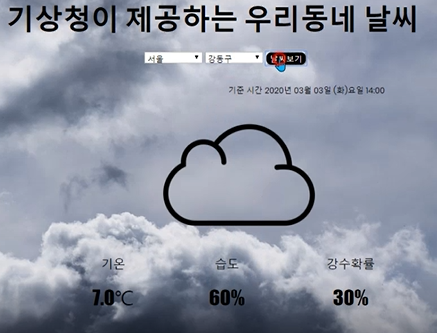 기상청이 제공하는 우리동네 날씨
서울 강동구 날씨보기
기준 시간 2020년 03월 03일 (화)요일 14:00
기온 습도 강수확률
7.0℃ 60% 30%